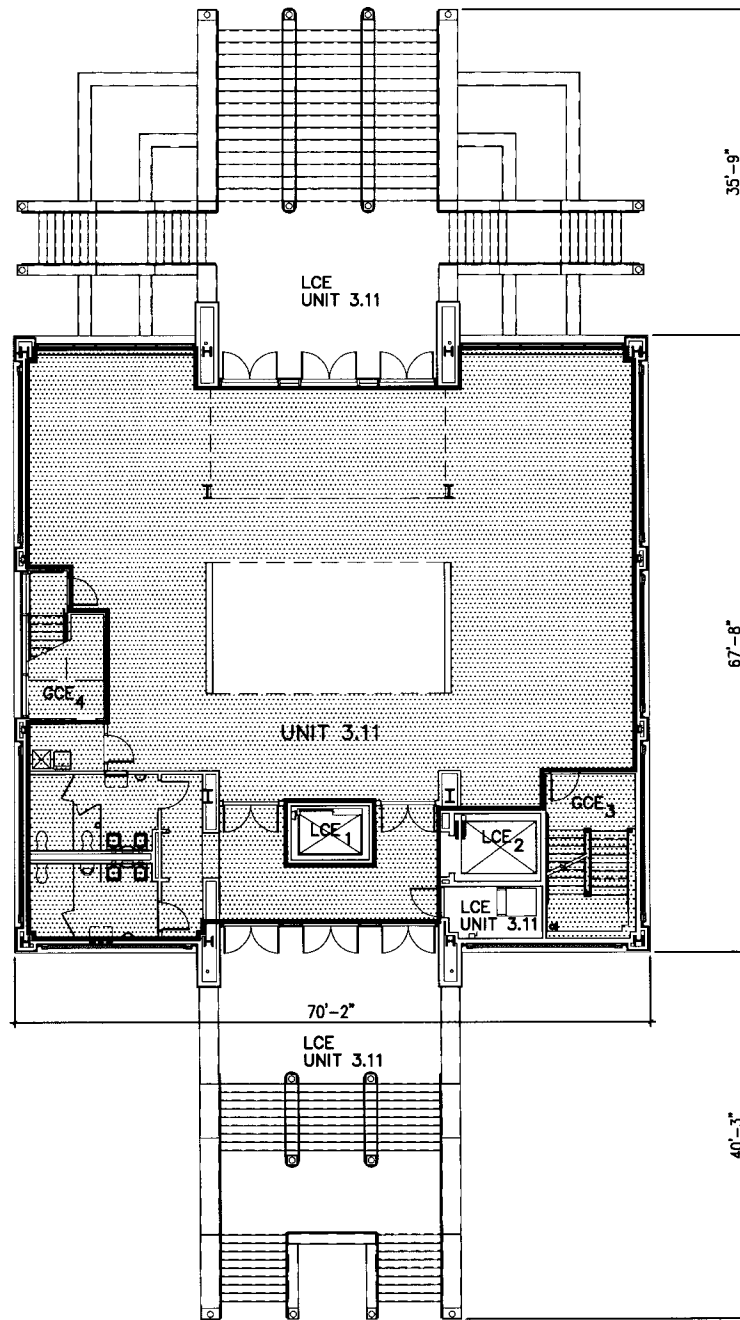 35'-9"
LCE
UNIT 3.11
67'-8"
GCE4
UNIT 3.11
GCE3
LCE1
LCE2
LCE
UNIT 3.11
70'-2"
LCE
UNIT 3.11
40'-3"